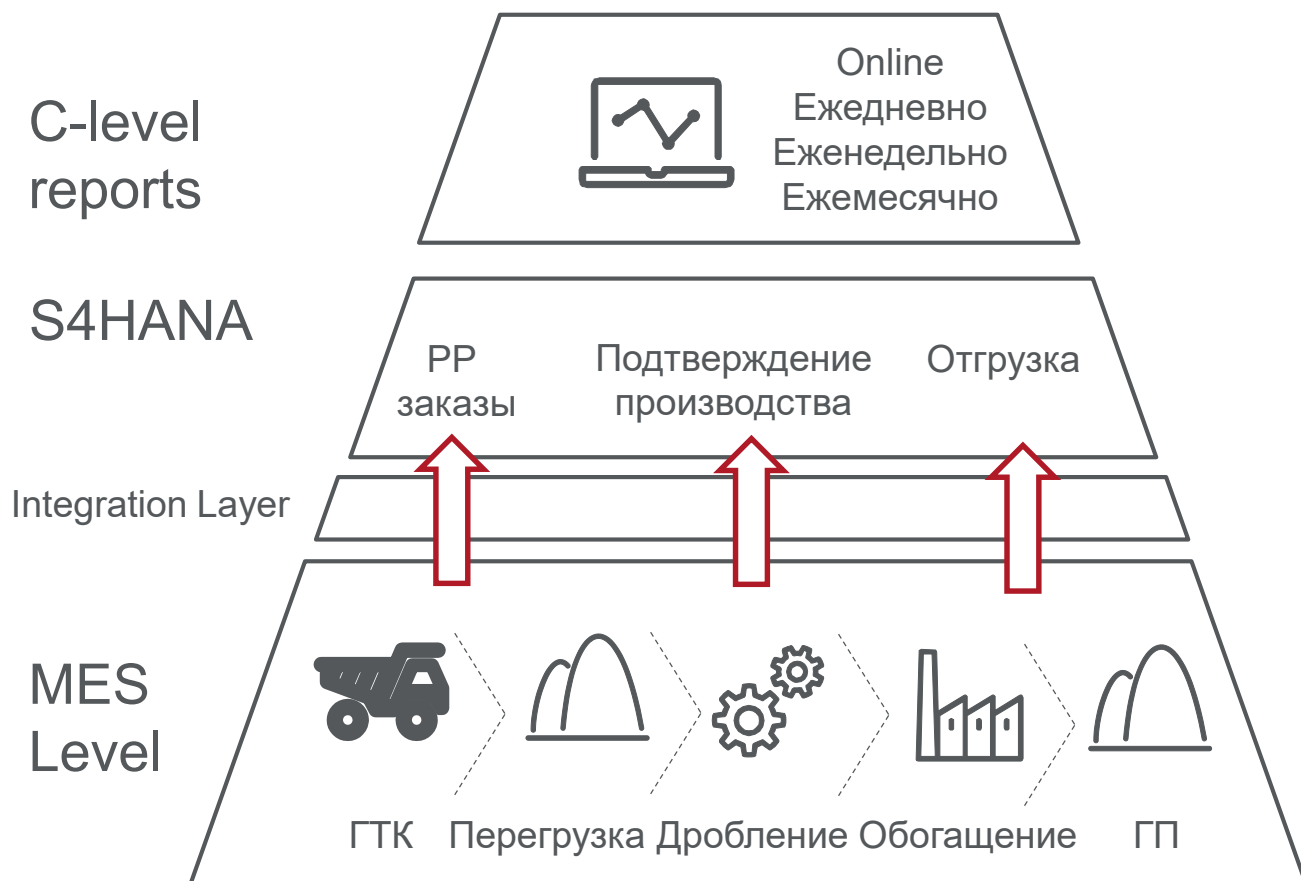 C-level
reports
Online
Ежедневно
Еженедельно
Ежемесячно
S4HANA
PP
заказы
Подтверждение
производства
Отгрузка
Integration Layer
MES
Level
ГТК
Перегрузка
Дробление
Обогащение
ГП